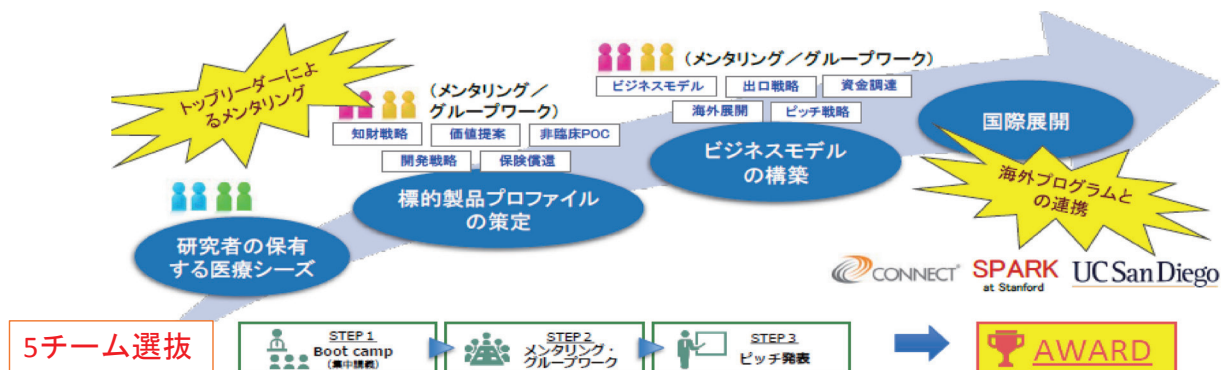 トップリーダーによ
るメンタリング
(メンタリング／
グループワーク)
知財戦略
価値提案
非臨床POC
開発戦略
保険償還
(メンタリング／グループワーク)
ビジネスモデル
出口戦略
資金調達
海外展開
ピッチ戦略
研究者の保有
する医療シーズ
標的製品プロファイル
の策定
ビジネスモデル
の構築
国際展開
海外プログラムと
の連携
CONNECT
SPARK
at Stanford
UC San Diego
5チーム選抜
STEP 1
Boot camp
(集中講義)
STEP 2
メンタリング・
グループワーク
STEP 3
ピッチ発表
AWARD